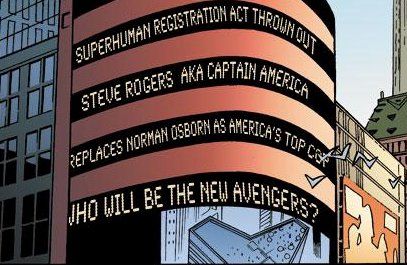 SUPERHUMAN REGISTRATION ACT THROWN OUT
STEVE ROGERS AKA CAPTAIN AMERICA
REPLACES NORMAN OSBORN AS AMERICA'S TOP COP
WHO WILL BE THE NEW AVENGERS?